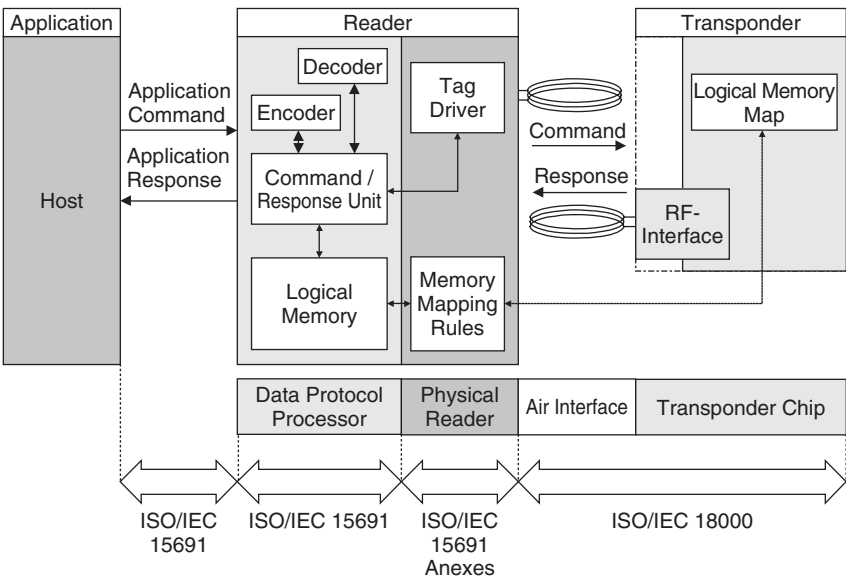 Application
Reader
Transponder
Application
Command
Application
Response
Host
Decoder
Encoder
Command /
Response Unit
Logical
Memory
Tag
Driver
Memory
Mapping
Rules
Command
Response
Logical Memory
Map
RF-
Interface
Data Protocol
Processor
Physical
Reader
Air Interface
Transponder Chip
ISO/IEC
15691
ISO/IEC 15691
ISO/IEC
15691
Annexes
ISO/IEC 18000